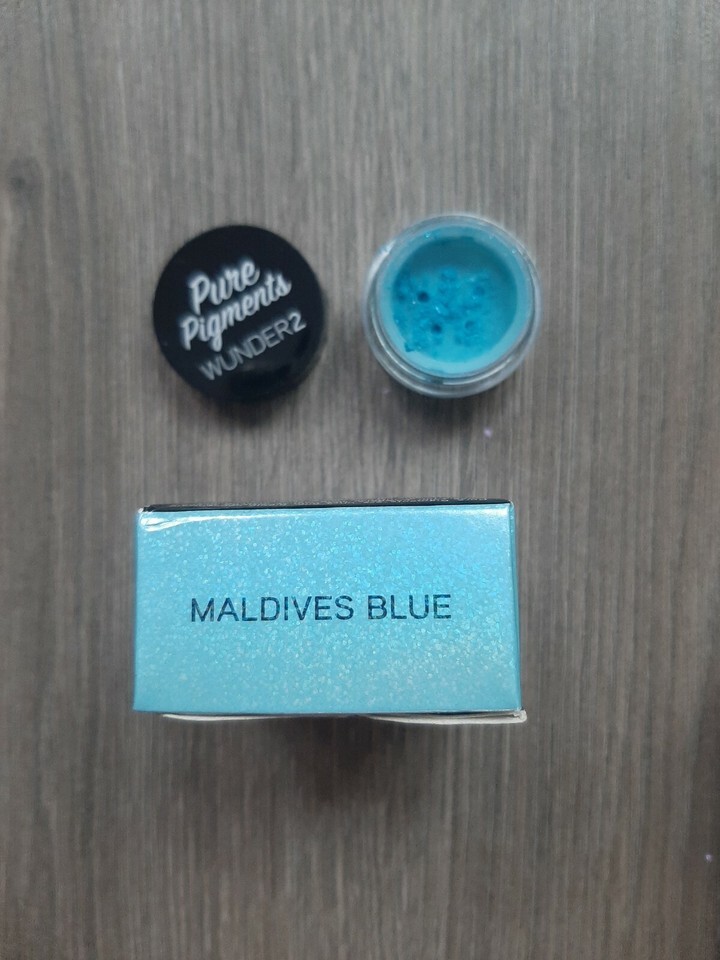 Pure
Pigments
WUNDER2
MALDIVES BLUE